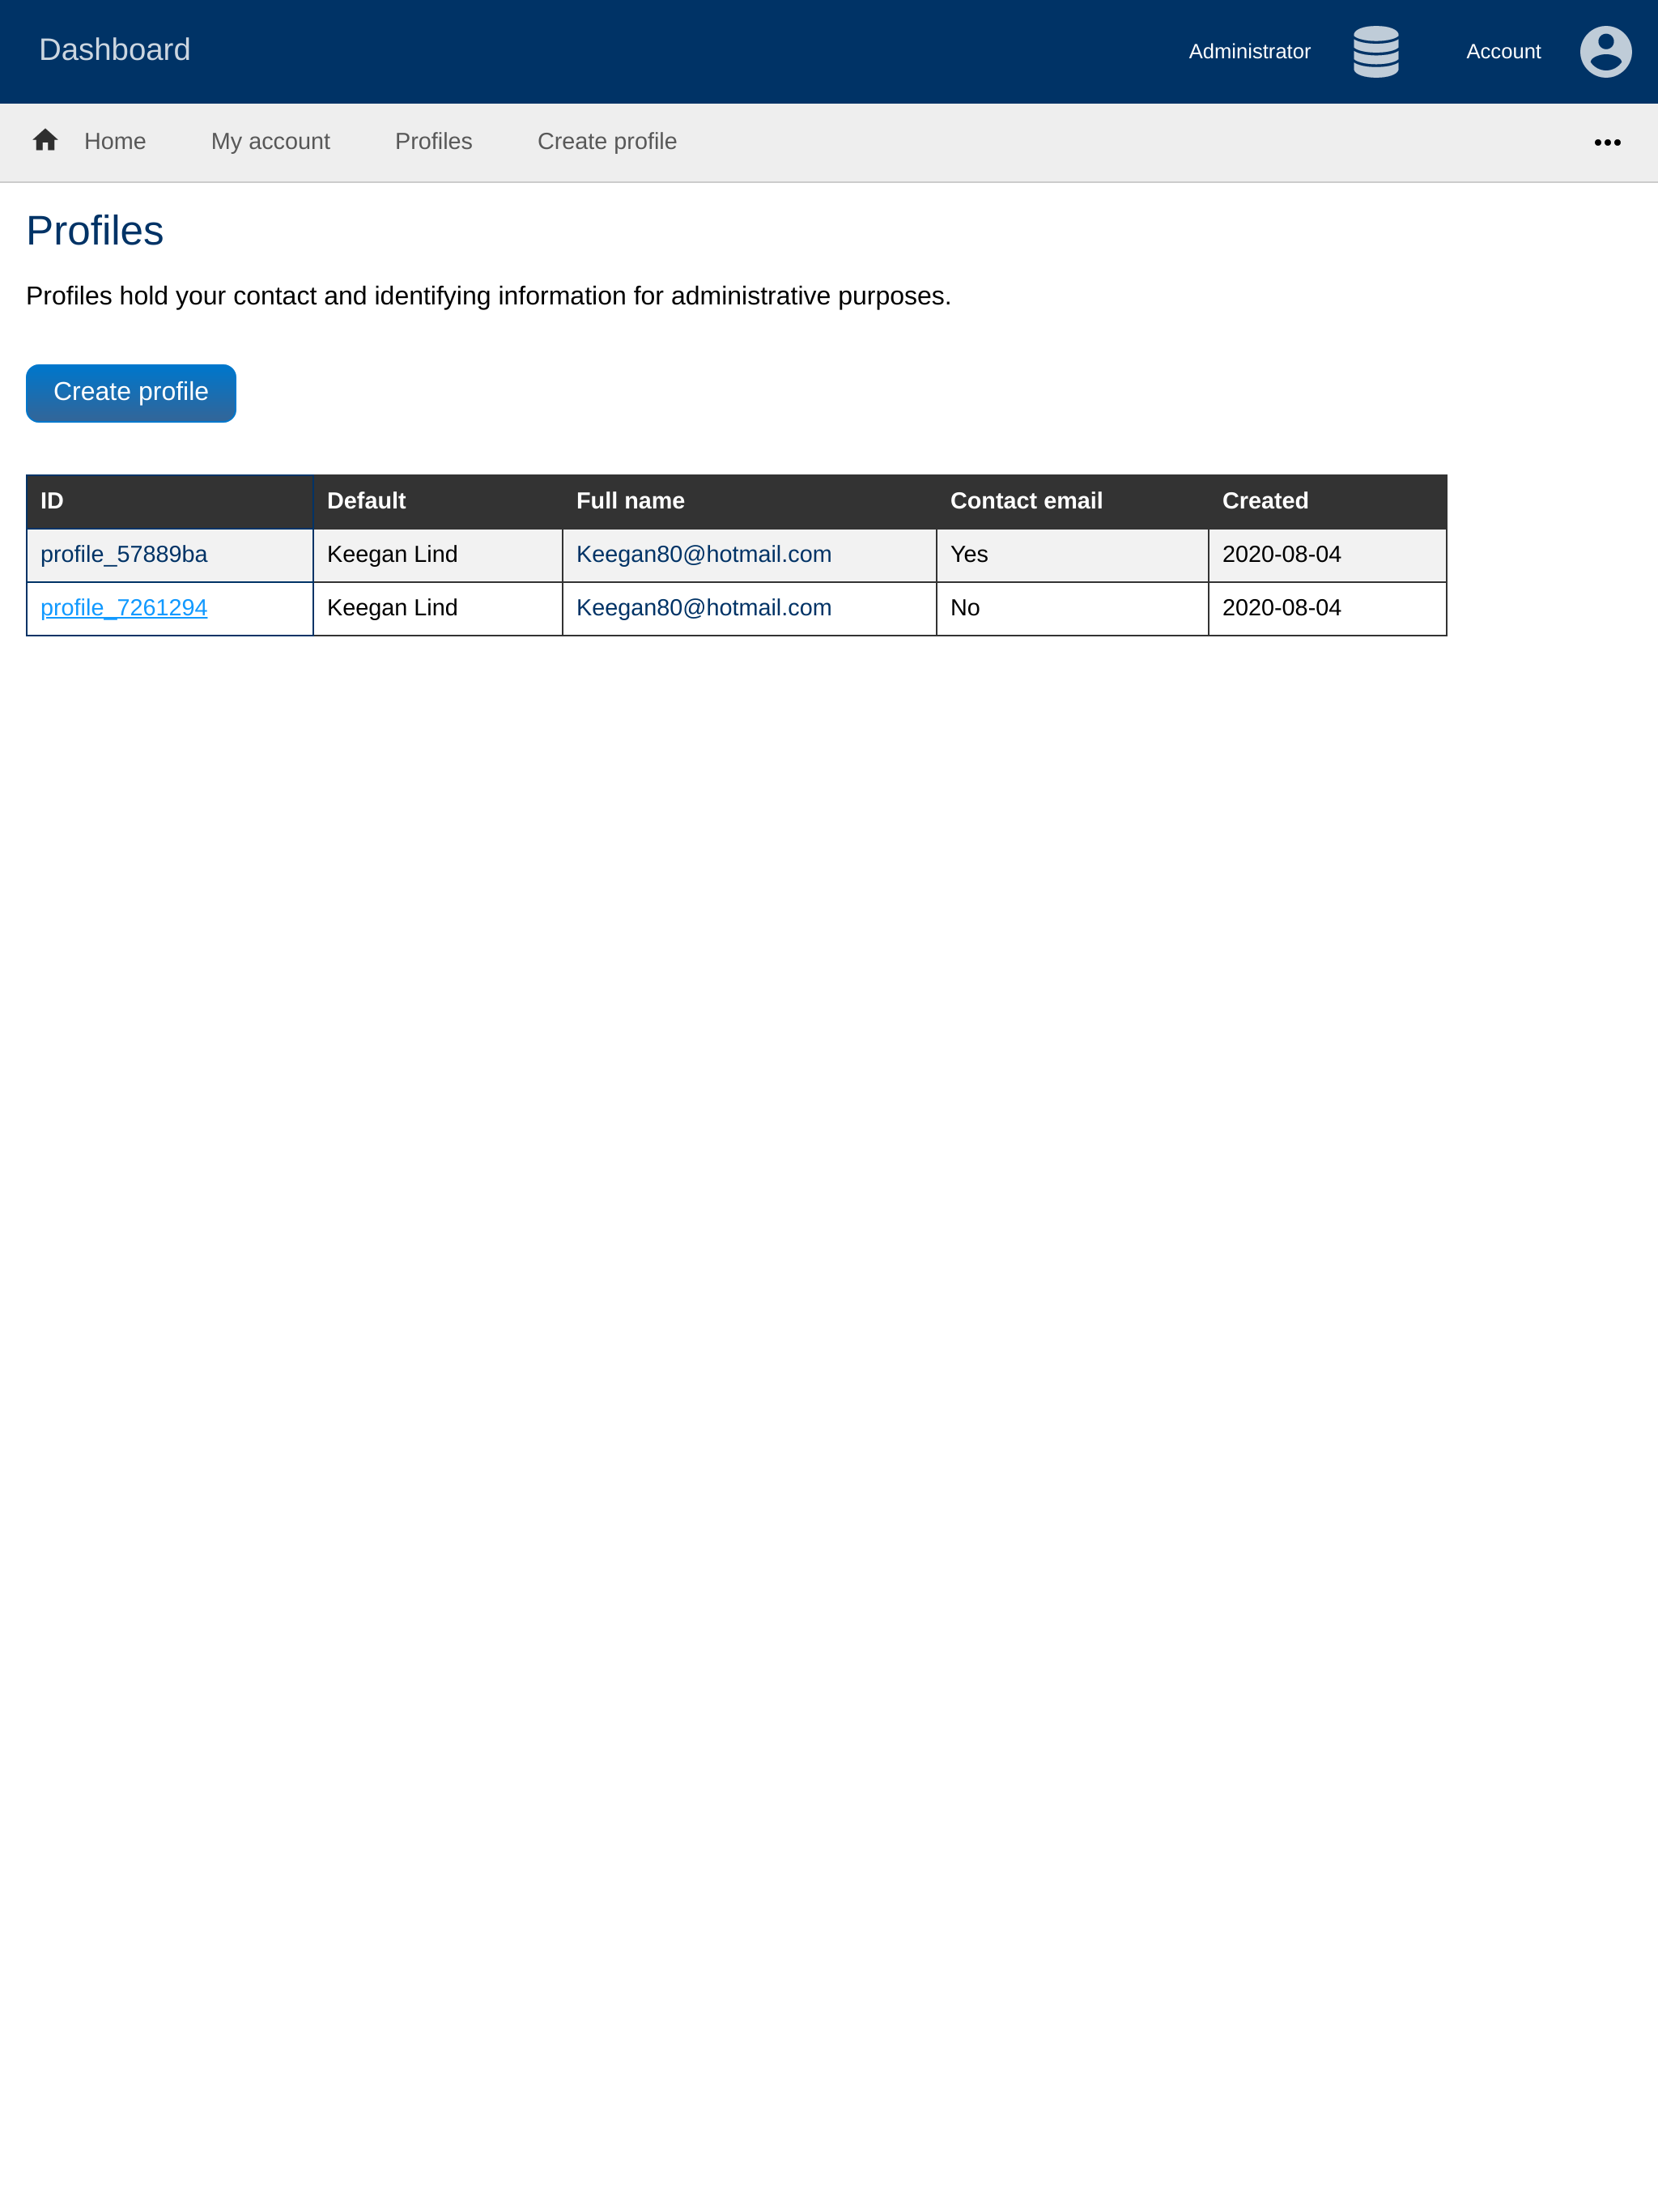 Dashboard Administrator Account
Home My account Profiles Create profile
Profiles
Profiles hold your contact and identifying information for administrative purposes.
Create profile
ID Default Full name Contact email Created
profile_57889ba Keegan Lind Keegan80@hotmail.com Yes 2020-08-04
profile_7261294 Keegan Lind Keegan80@hotmail.com No 2020-08-04